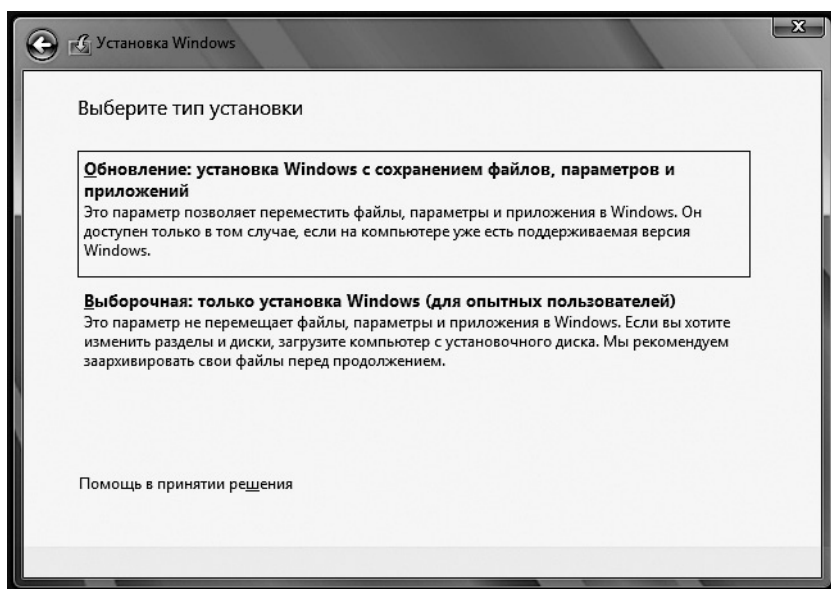 Установка Windows
Выберите тип установки
Обновление: установка Windows с сохранением файлов, параметров и
приложений
Это параметр позволяет переместить файлы, параметры и приложения в Windows. Он
доступен только в том случае, если на компьютере уже есть поддерживаемая версия
Windows.
Выборочная: только установка Windows (для опытных пользователей)
Это параметр не перемещает файлы, параметры и приложения в Windows. Если вы хотите
изменить разделы и диски, загрузите компьютер с установочного диска. Мы рекомендуем
заархивировать свои файлы перед продолжением.
Помощь в принятии решения